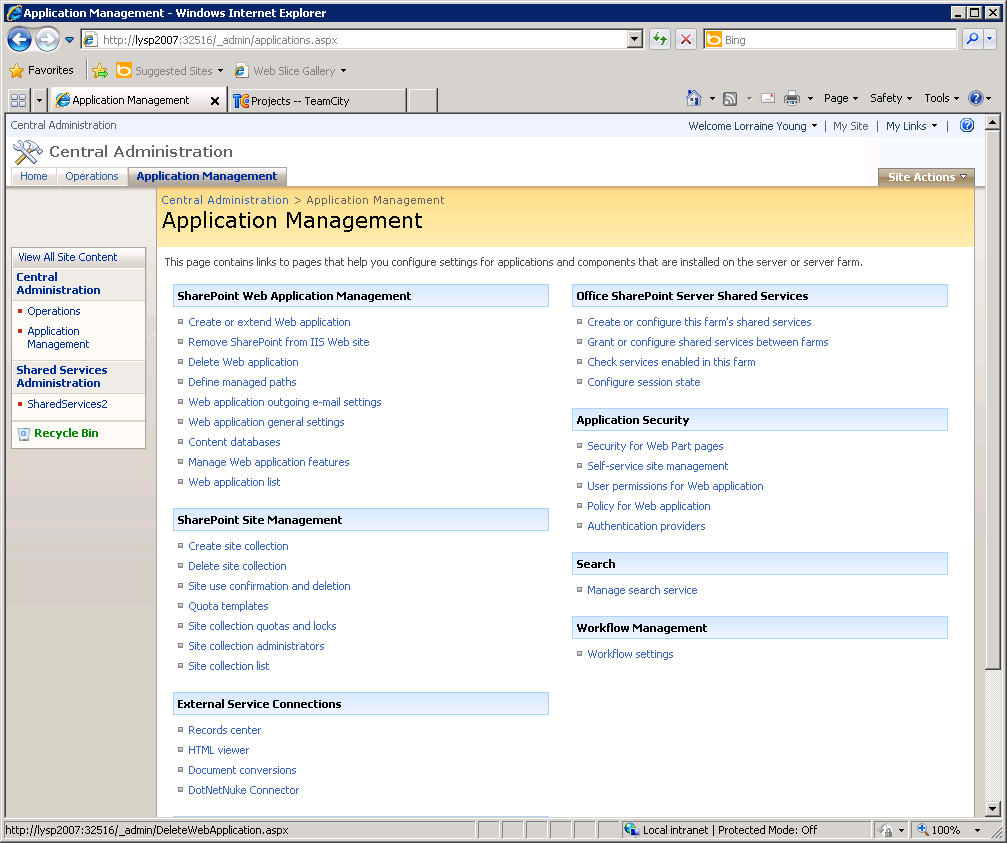 Application Management - Windows Internet Explorer
http://lysp2007:32516/_admin/applications.aspx
Bing
Favorites
Suggested Sites
Web Slice Gallery
Application Management
Projects -- TeamCity
Page
Safety
Tools
Central Administration
Welcome Lorraine Young
| My Site | My Links |
Central Administration
Home
Operations
Application Management
Site Actions
Central Administration > Application Management
Application Management
This page contains links to pages that help you configure settings for applications and components that are installed on the server or server farm.
View All Site Content
Central
Administration
Operations
Application
Management
Shared Services
Administration
SharedServices2
Recycle Bin
SharePoint Web Application Management
Create or extend Web application
Remove SharePoint from IIS Web site
Delete Web application
Define managed paths
Web application outgoing e-mail settings
Web application general settings
Content databases
Manage Web application features
Web application list
SharePoint Site Management
Create site collection
Delete site collection
Site use confirmation and deletion
Quota templates
Site collection quotas and locks
Site collection administrators
Site collection list
External Service Connections
Records center
HTML viewer
Document conversions
DotNetNuke Connector
Office SharePoint Server Shared Services
Create or configure this farm's shared services
Grant or configure shared services between farms
Check services enabled in this farm
Configure session state
Application Security
Security for Web Part pages
Self-service site management
User permissions for Web application
Policy for Web application
Authentication providers
Search
Manage search service
Workflow Management
Workflow settings
http://lysp2007:32516/_admin/DeleteWebApplication.aspx
Local intranet | Protected Mode: Off
100%